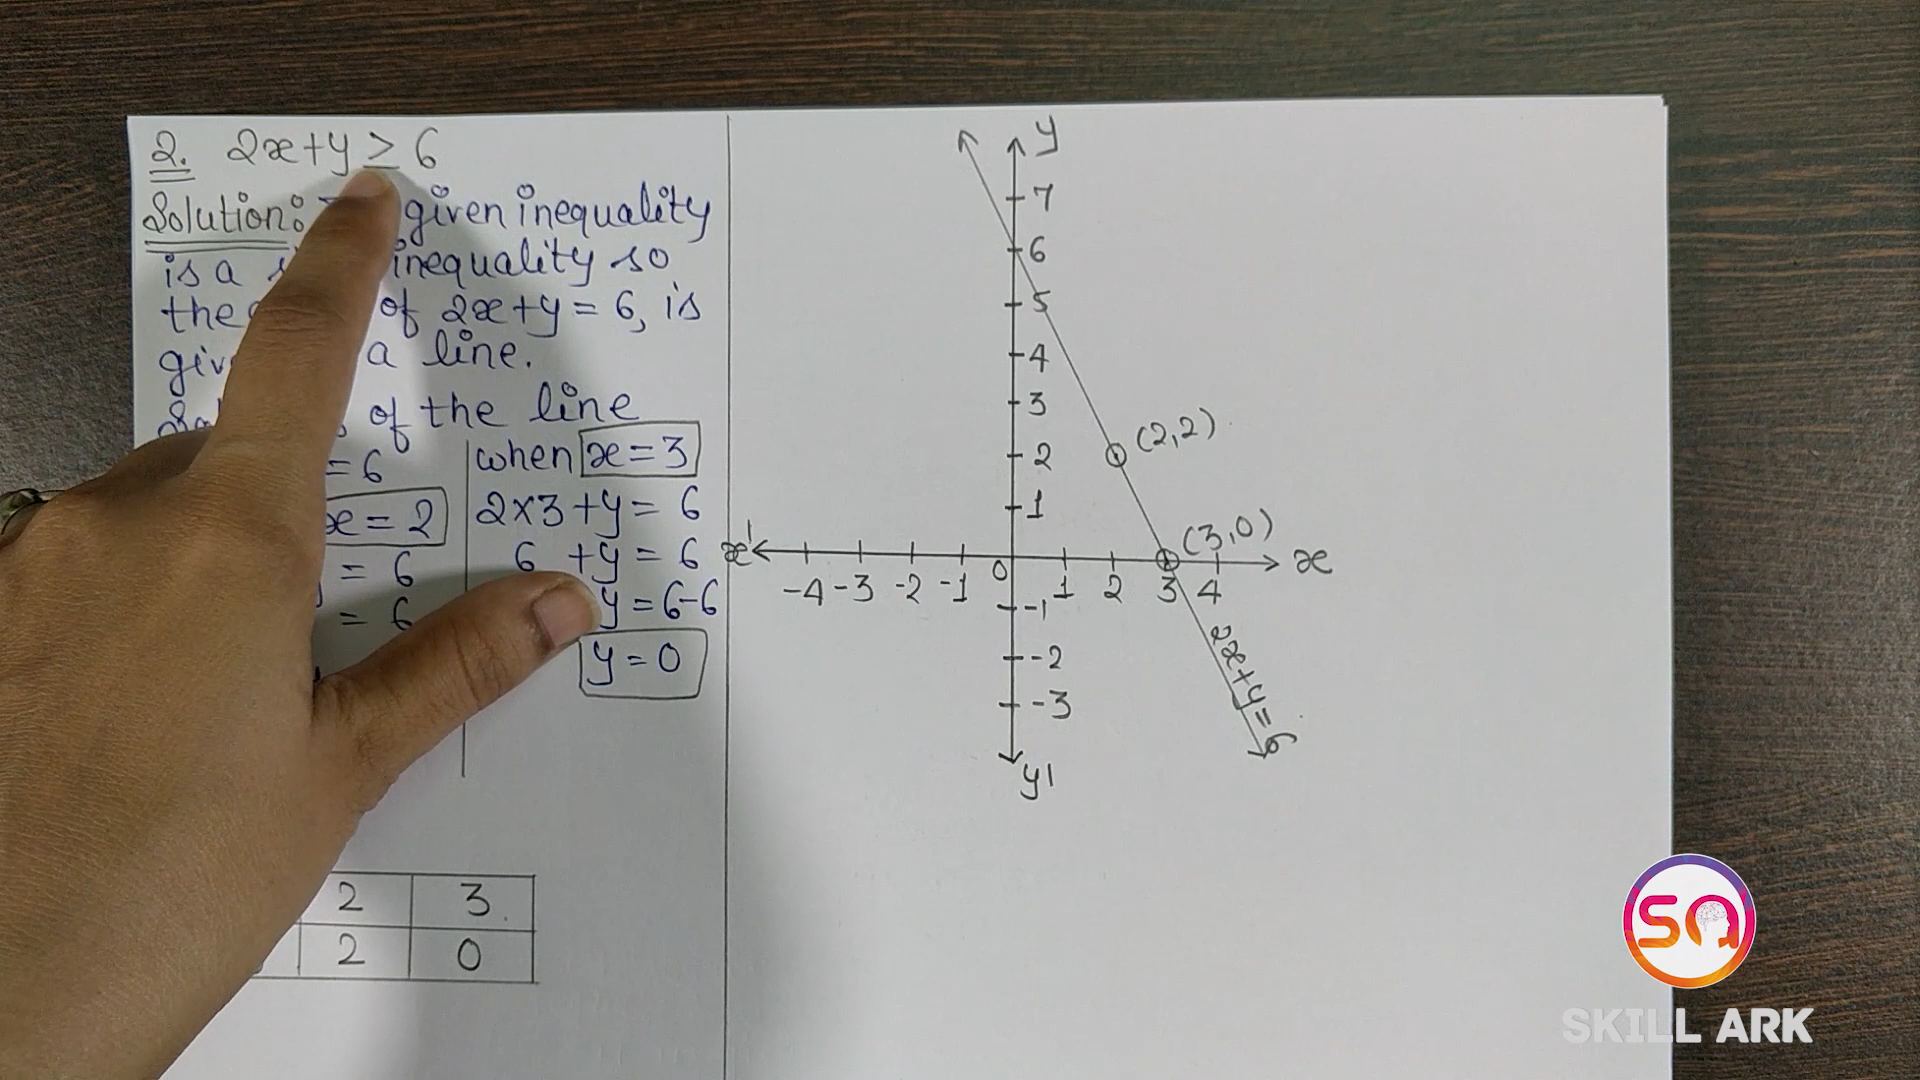 2. 2x+y ≥ 6
Solution: given inequality
is a inequality so
the of 2x+y = 6, is
a line.
of the line
= 6
x = 2
= 6
= 6
when x = 3
2×3+y = 6
6 +y = 6
y = 6-6
y = 0
2 3
2 0
y
7
6
5
4
3
2
1
(2,2)
(3,0)
x' x
-4 -3 -2 -1 0 1 2 3 4
-1
-2
-3
y'
2x+y=6
SA
SKILL ARK